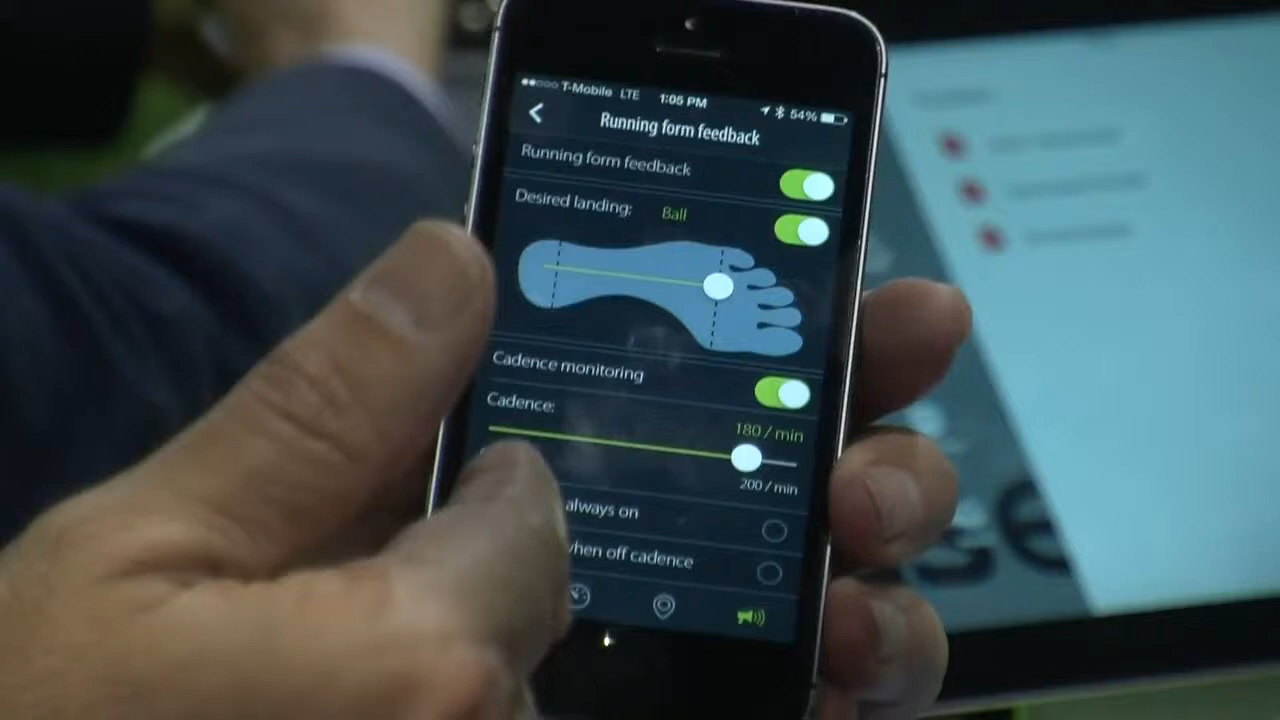 T-Mobile LTE 1:05 PM 54%
Running form feedback
Running form feedback
Desired landing: Ball
Cadence monitoring
Cadence:
180 / min
200 / min
always on
when off cadence